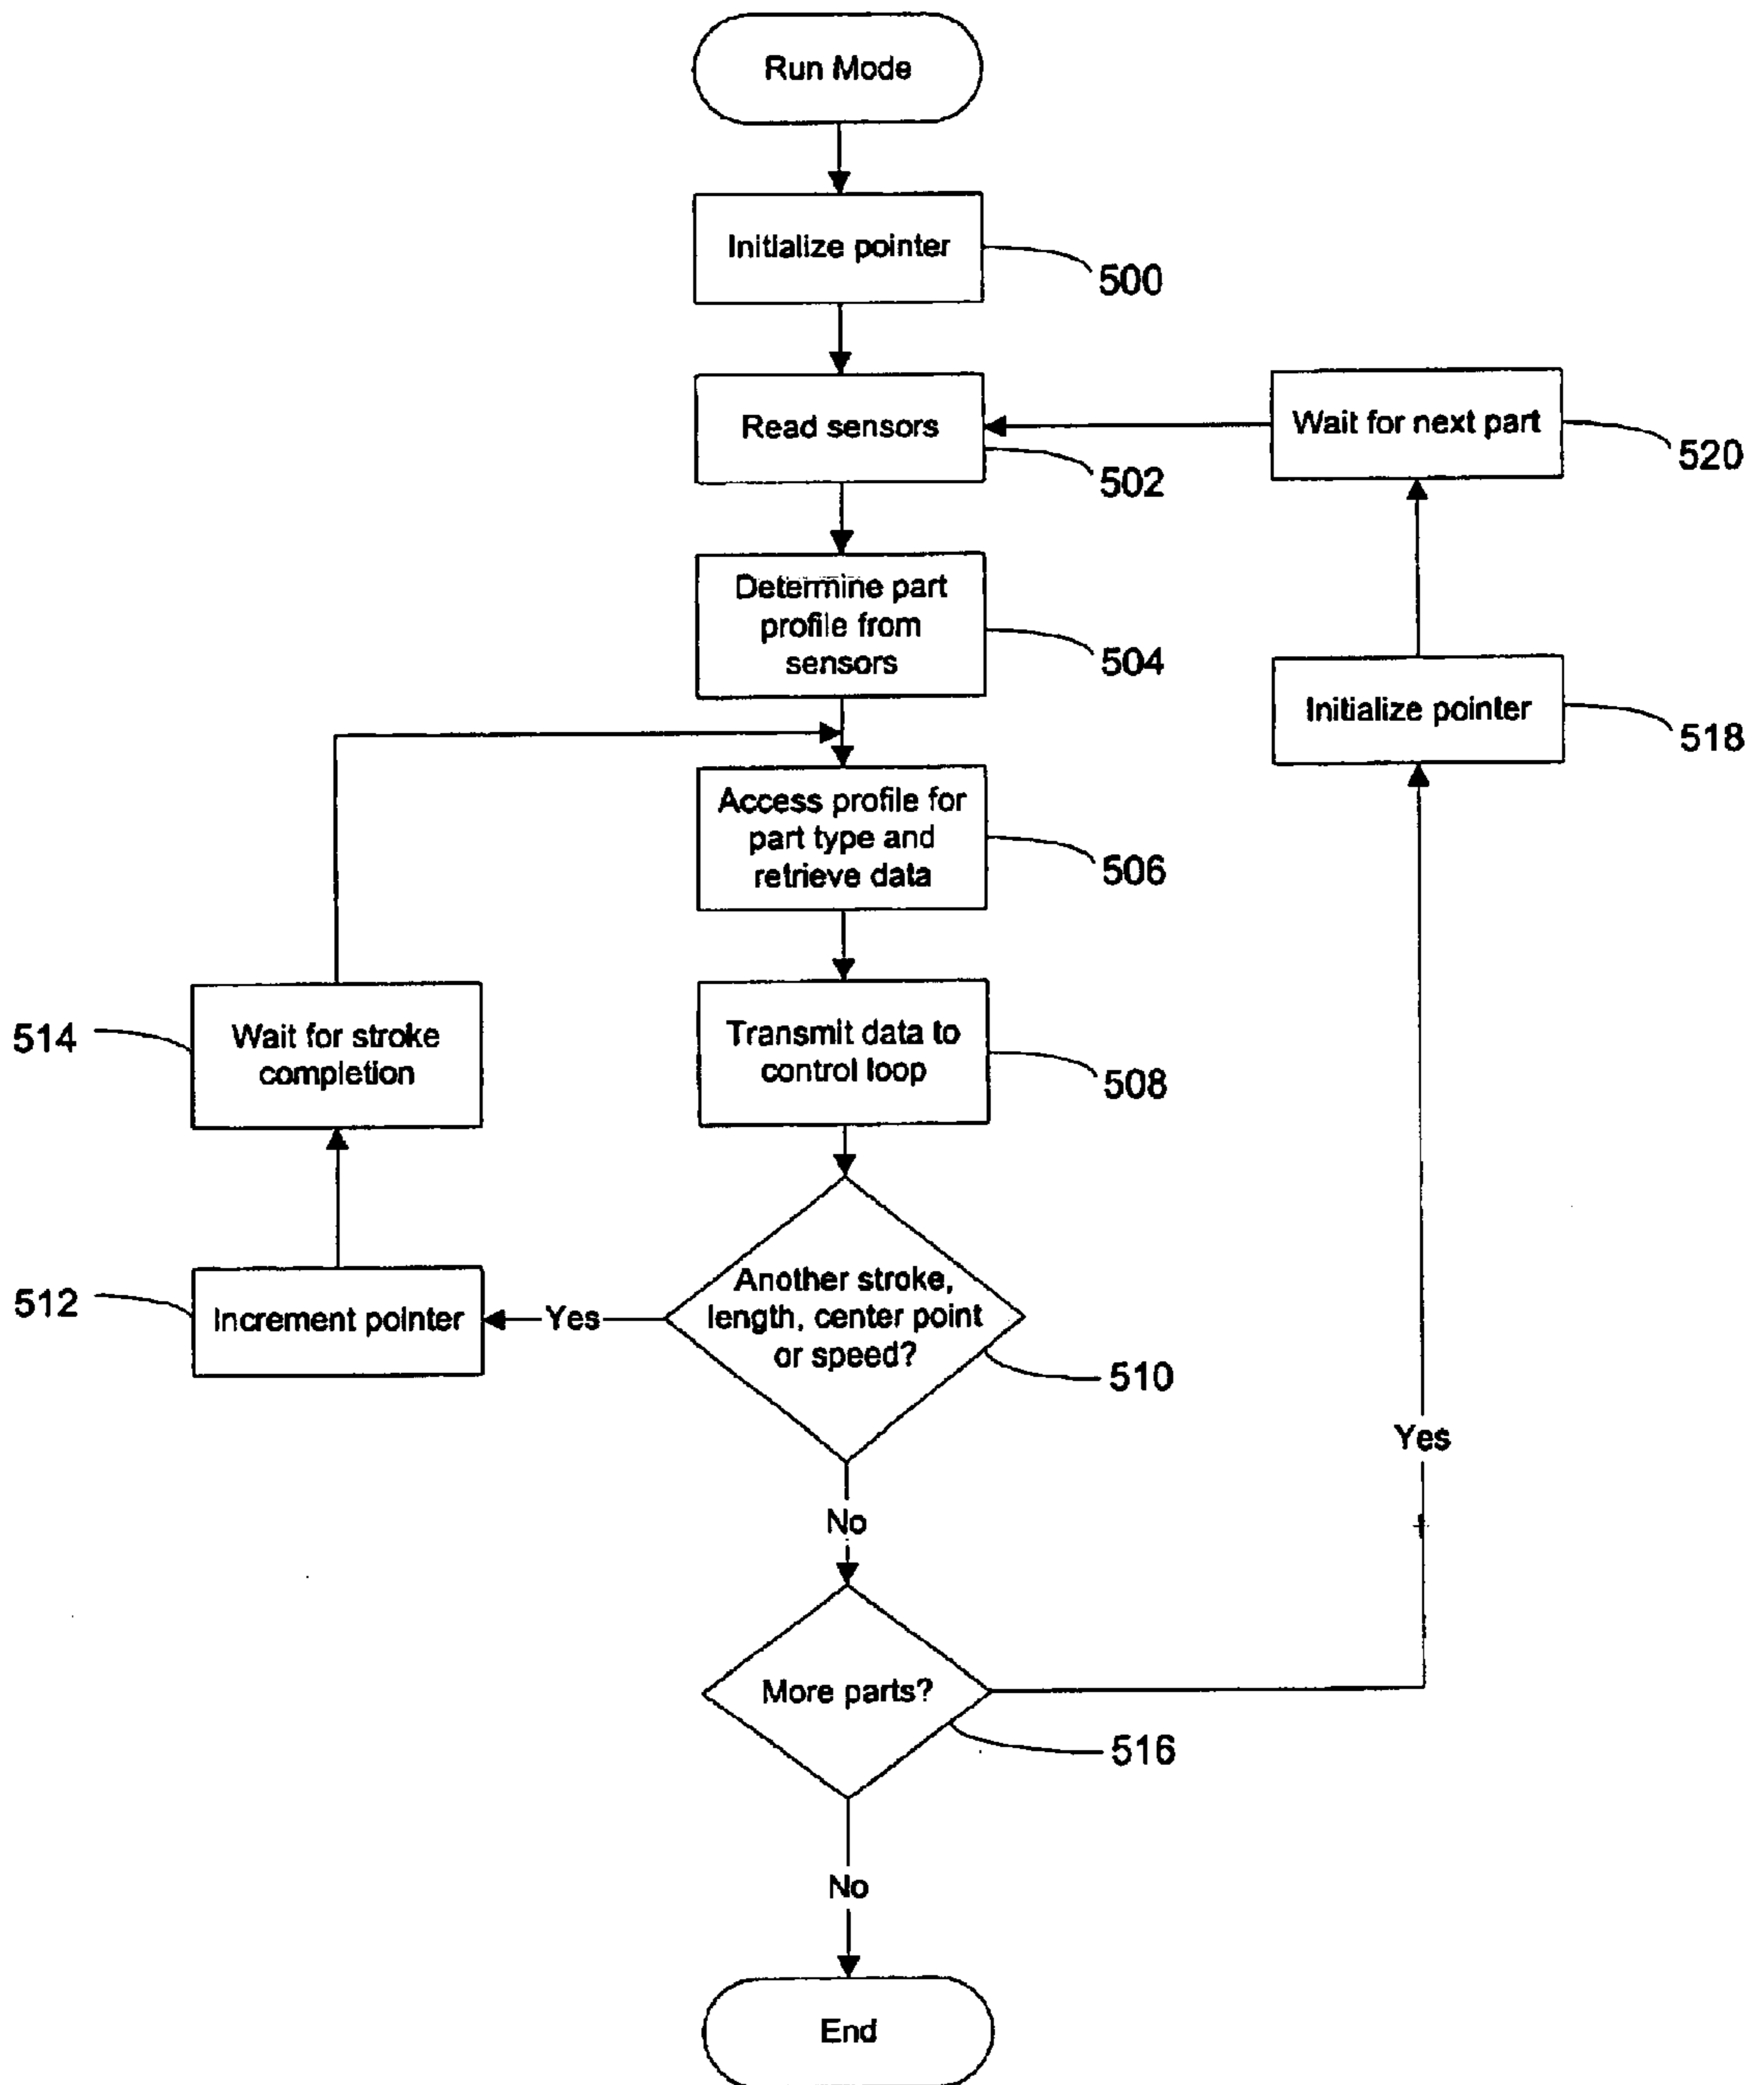 Run Mode
Initialize pointer
500
Read sensors
502
Wait for next part
520
Determine part
profile from
sensors
504
Initialize pointer
518
Access profile for
part type and
retrieve data
506
514
Wait for stroke
completion
Transmit data to
control loop
508
512
Increment pointer
Yes
Another stroke,
length, center point
or speed?
510
Yes
No
More parts?
516
No
End